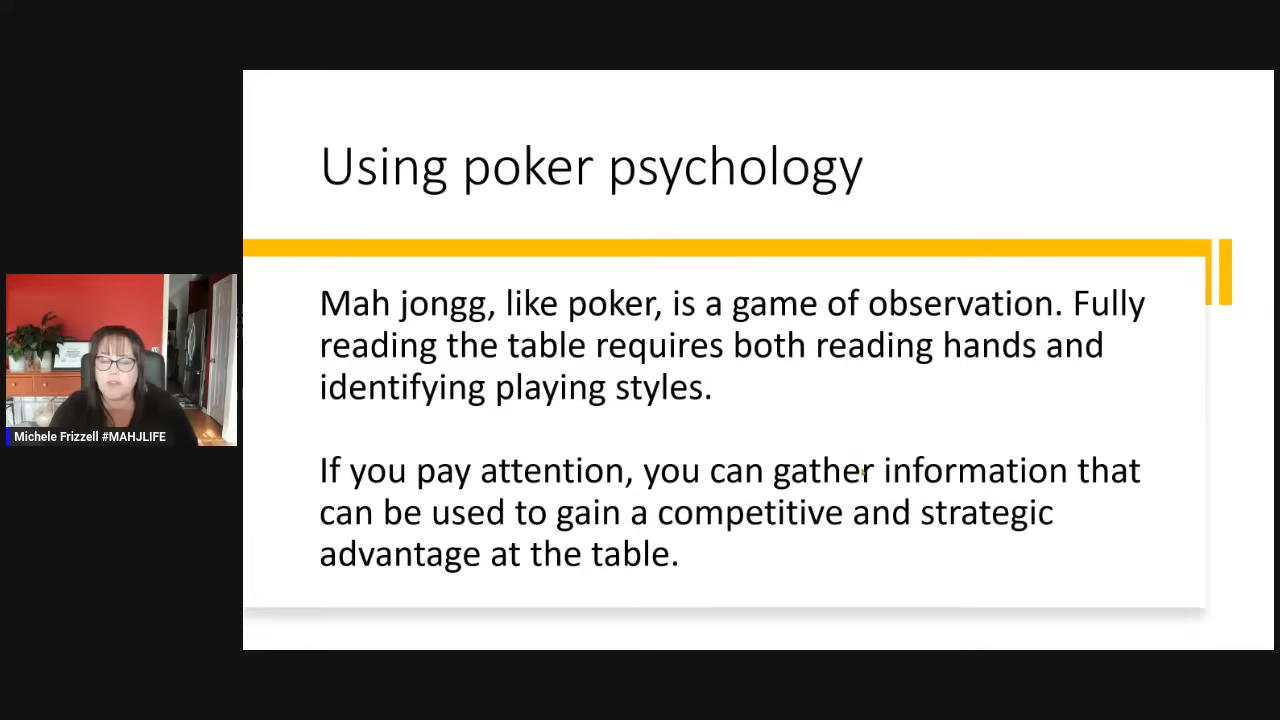 Using poker psychology
Mah jongg, like poker, is a game of observation. Fully
reading the table requires both reading hands and
identifying playing styles.
If you pay attention, you can gather information that
can be used to gain a competitive and strategic
advantage at the table.
Michele Frizzell #MAHJLIFE